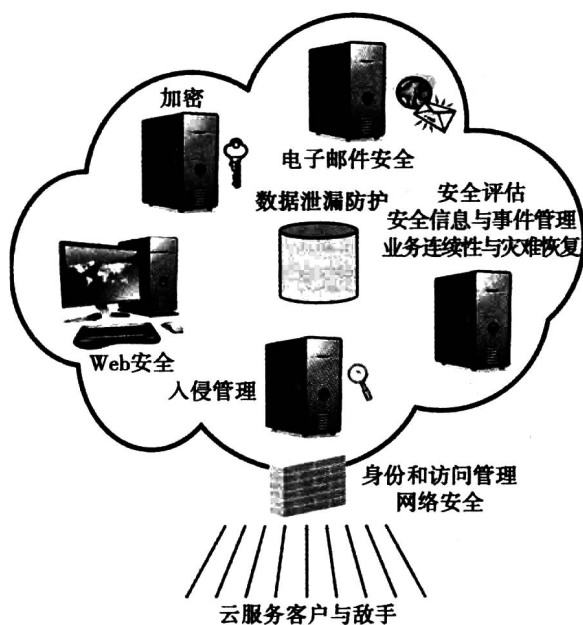 加密
电子邮件安全
数据泄漏防护
安全评估
安全信息与事件管理
业务连续性与灾难恢复
Web安全
入侵管理
身份和访问管理
网络安全
云服务客户与敌手